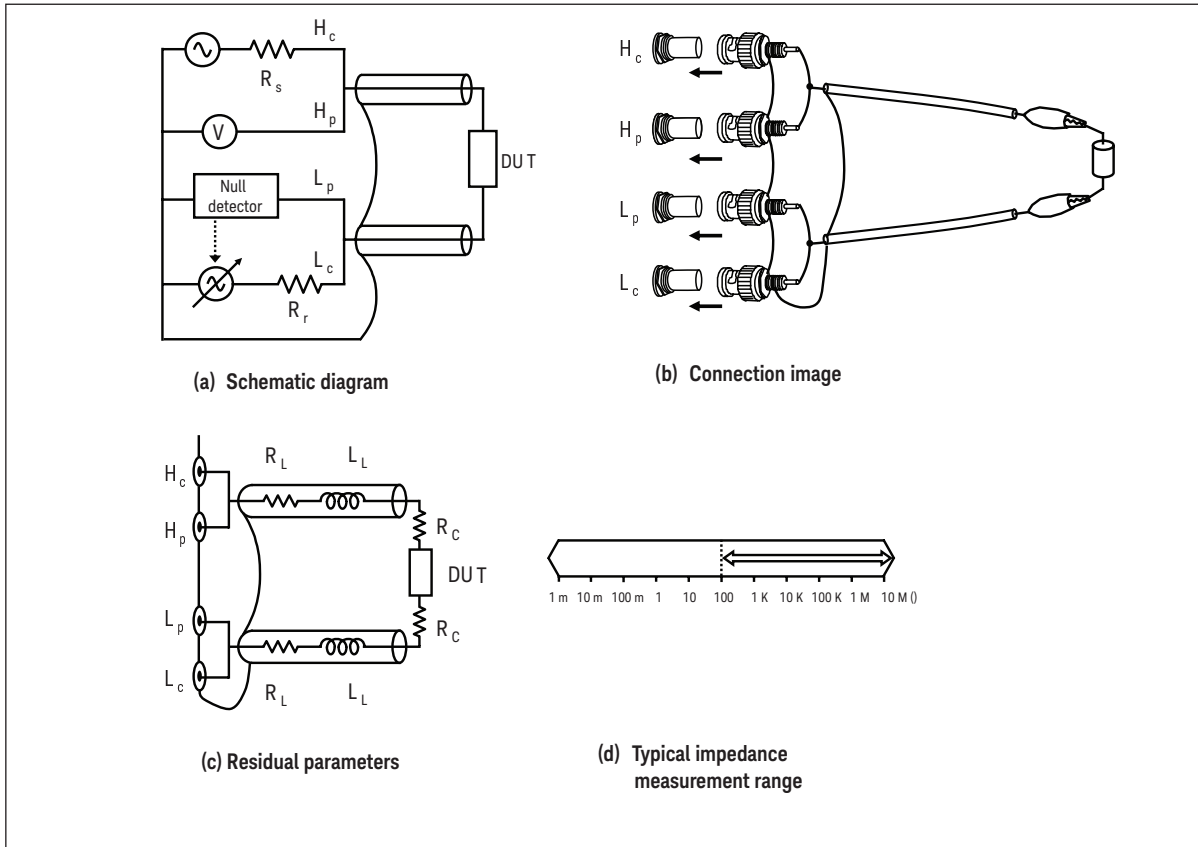 H c
R s
H p
V
DUT
Null
detector
L p
L c
R r
(a) Schematic diagram
H c
H p
L p
L c
(b) Connection image
R L
L L
H c
H p
R C
DUT
R C
L p
L c
R L
L L
(c) Residual parameters
1 m 10 m 100 m 1 10 100 1 K 10 K 100 K 1 M 10 M ()
(d) Typical impedance
measurement range